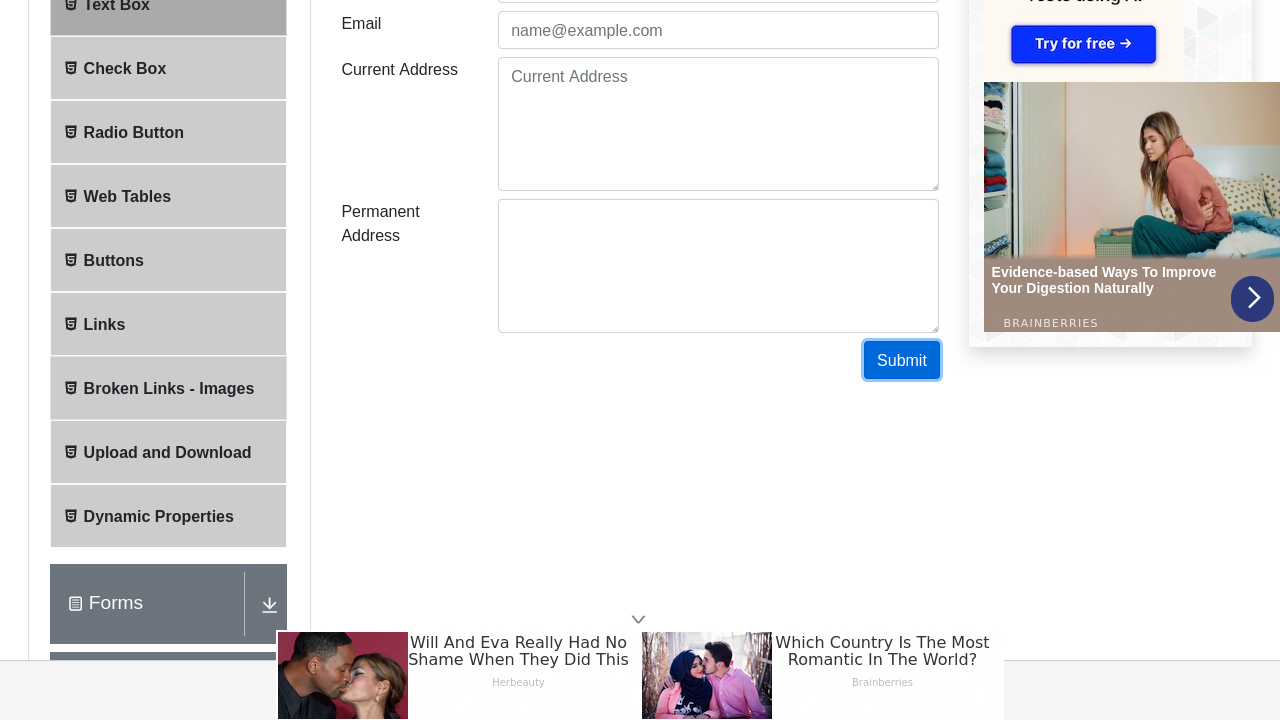 Text Box
Check Box
Radio Button
Web Tables
Buttons
Links
Broken Links - Images
Upload and Download
Dynamic Properties
Forms
Email
name@example.com
Current Address
Current Address
Permanent
Address
Submit
Try for free →
Evidence-based Ways To Improve
Your Digestion Naturally
BRAINBERRIES
Will And Eva Really Had No
Shame When They Did This
Herbeauty
Which Country Is The Most
Romantic In The World?
Brainberries